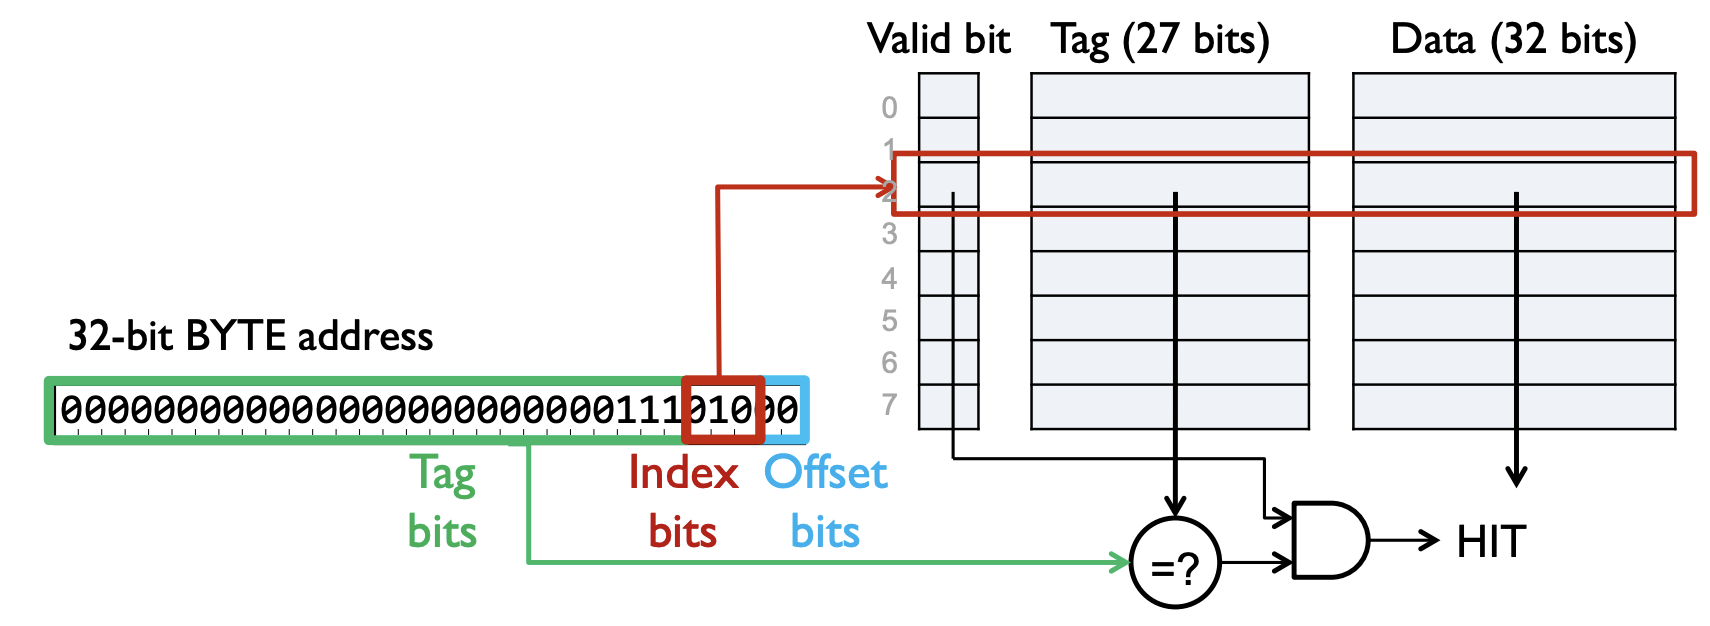 Valid bit Tag (27 bits) Data (32 bits)
0
1
2
3
4
5
6
7
32-bit BYTE address
00000000000000000000000011101000
Tag bits
Index bits
Offset bits
=?
HIT